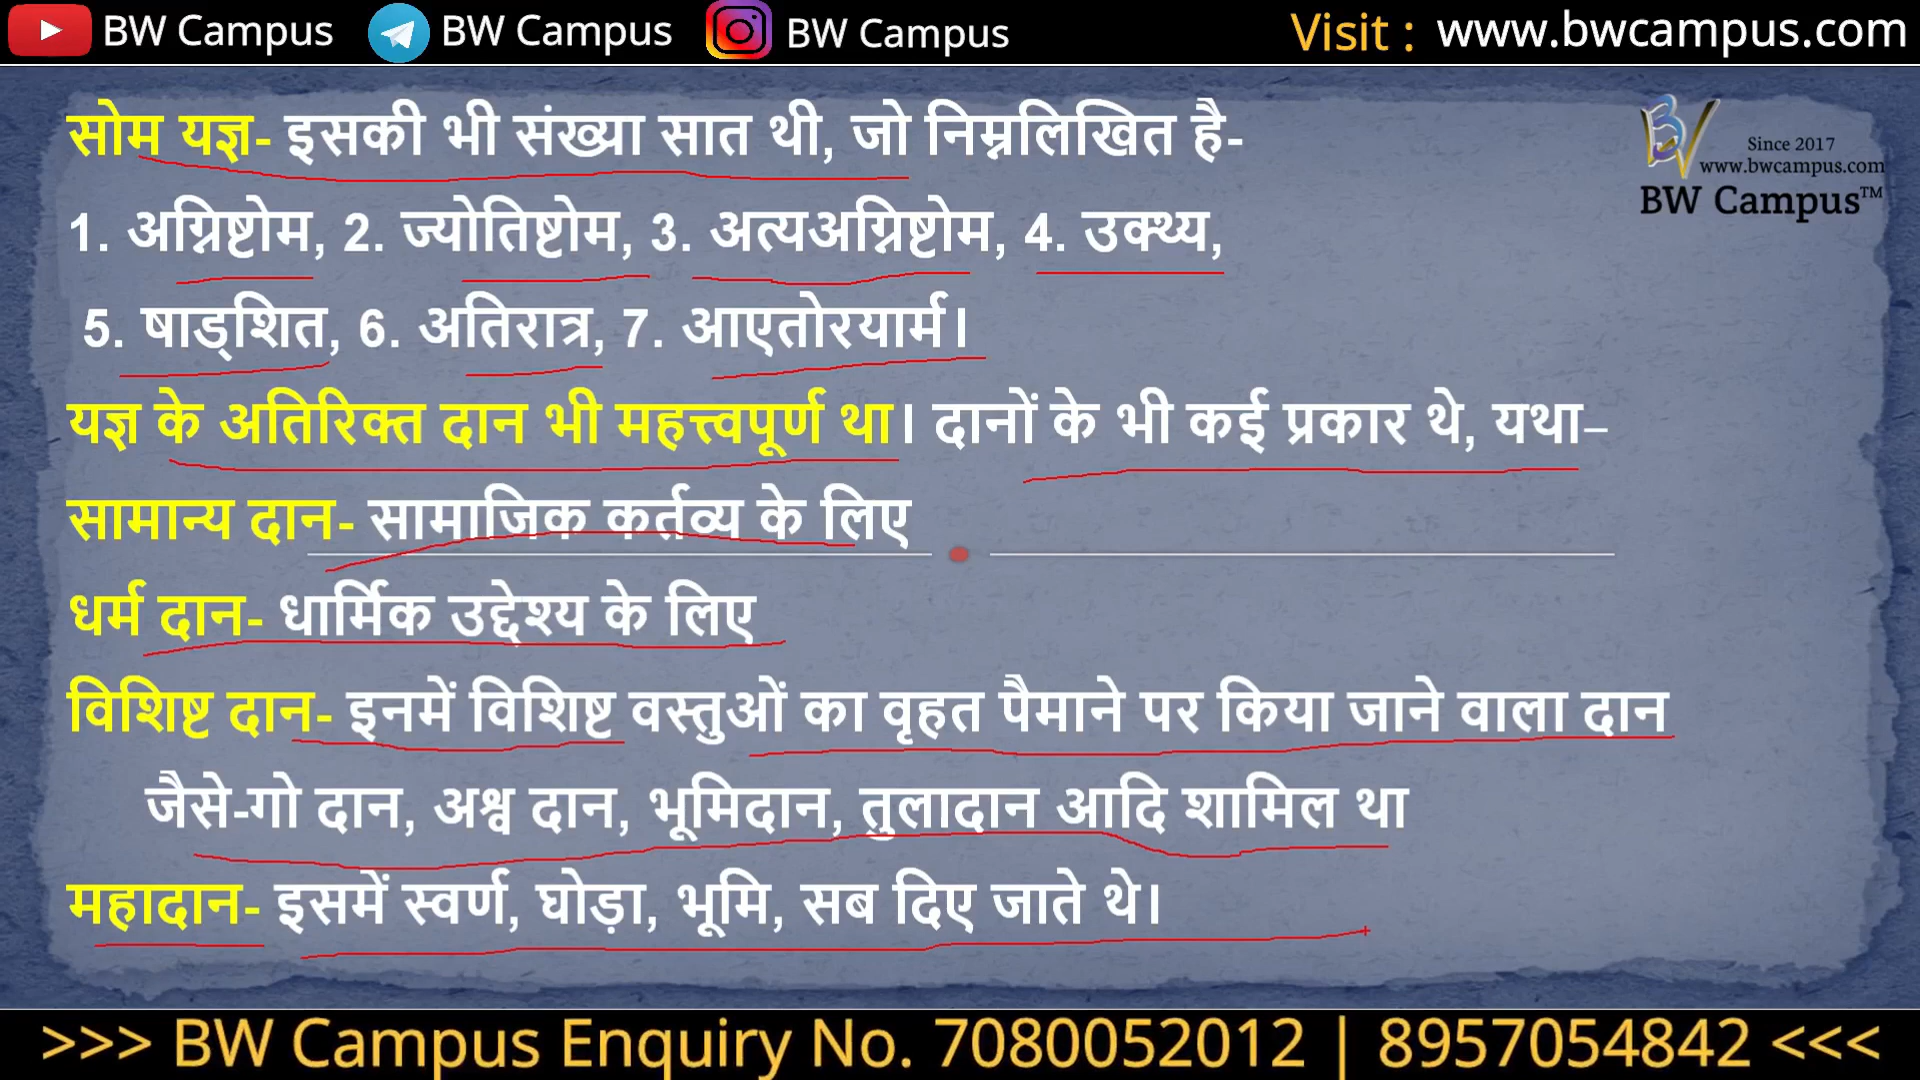 BW Campus BW Campus BW Campus Visit : www.bwcampus.com
सोम यज्ञ- इसकी भी संख्या सात थी, जो निम्नलिखित है-
Since 2017
www.bwcampus.com
BW Campus™
1. अग्निष्टोम, 2. ज्योतिष्टोम, 3. अत्यअग्निष्टोम, 4. उक्थ्य,
5. षाड्शित, 6. अतिरात्र, 7. आएतोरयार्म।
यज्ञ के अतिरिक्त दान भी महत्त्वपूर्ण था। दानों के भी कई प्रकार थे, यथा–
सामान्य दान- सामाजिक कर्तव्य के लिए
धर्म दान- धार्मिक उद्देश्य के लिए
विशिष्ट दान- इनमें विशिष्ट वस्तुओं का वृहत पैमाने पर किया जाने वाला दान
जैसे-गो दान, अश्व दान, भूमिदान, तुलादान आदि शामिल था
महादान- इसमें स्वर्ण, घोड़ा, भूमि, सब दिए जाते थे।
>>> BW Campus Enquiry No. 7080052012 | 8957054842 <<<